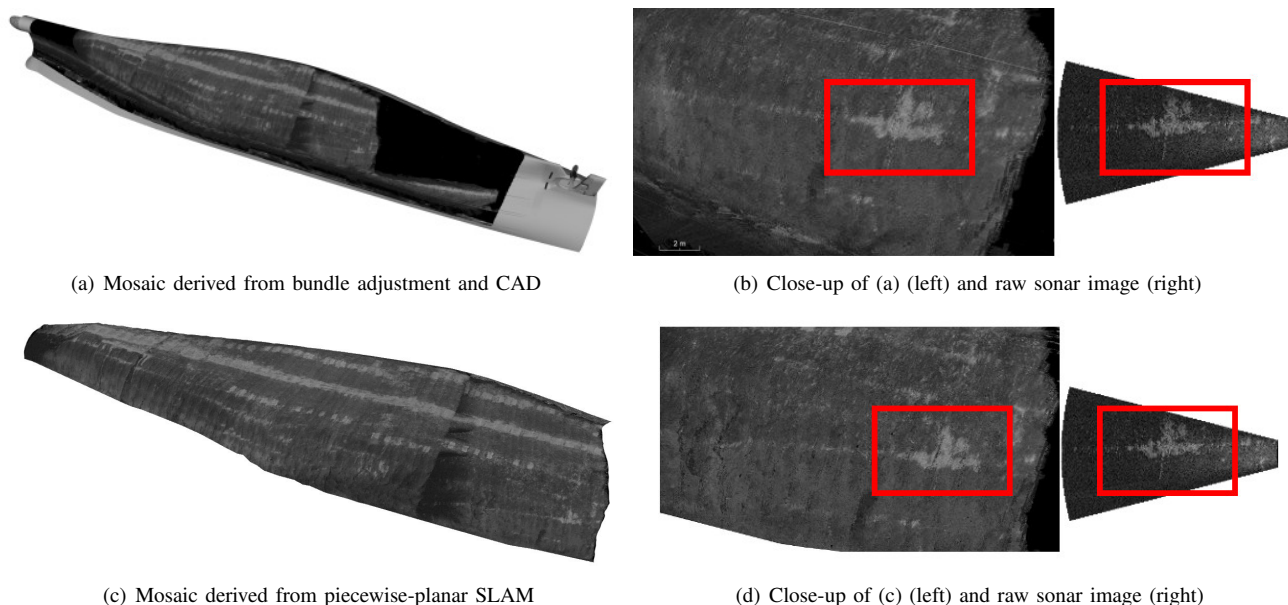 2 m
(a) Mosaic derived from bundle adjustment and CAD
(b) Close-up of (a) (left) and raw sonar image (right)
(c) Mosaic derived from piecewise-planar SLAM
(d) Close-up of (c) (left) and raw sonar image (right)